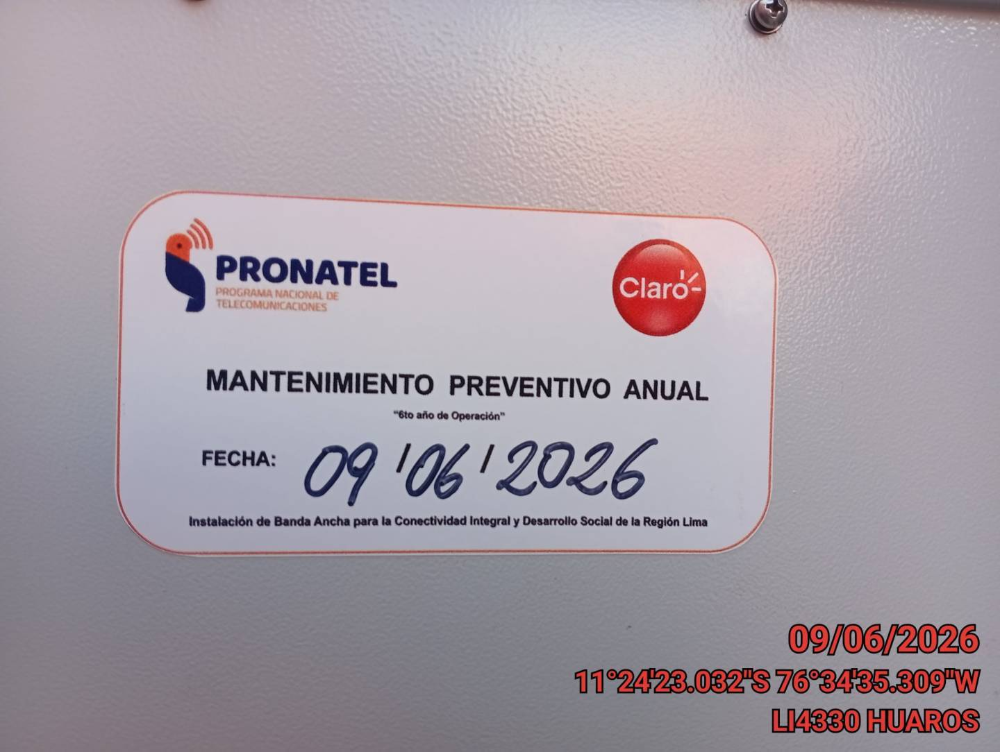 PRONATEL
PROGRAMA NACIONAL DE
TELECOMUNICACIONES
Claro
MANTENIMIENTO PREVENTIVO ANUAL
"6to año de Operación"
FECHA: 09/06/2026
Instalación de Banda Ancha para la Conectividad Integral y Desarrollo Social de la Región Lima
09/06/2026
11°24'23.032"S 76°34'35.309"W
LI4330 HUAROS